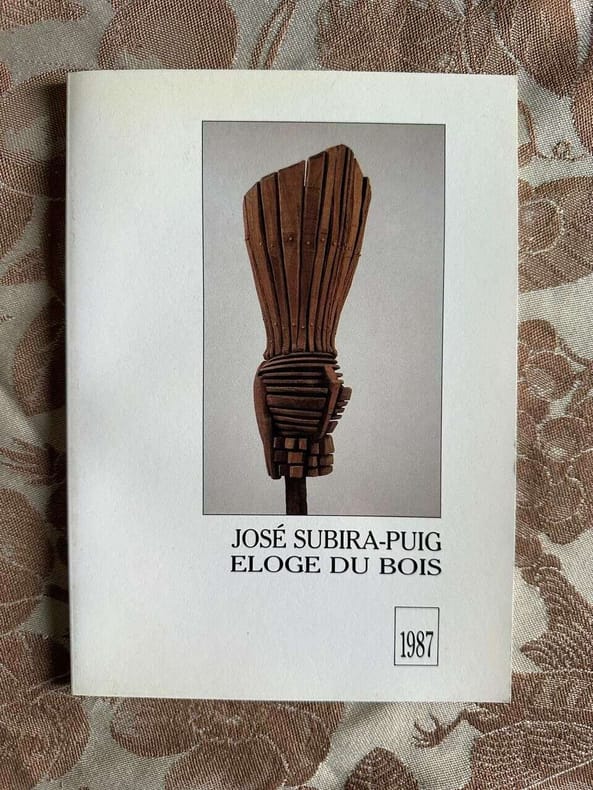 JOSÉ SUBIRA-PUIG
ELOGE DU BOIS
1987